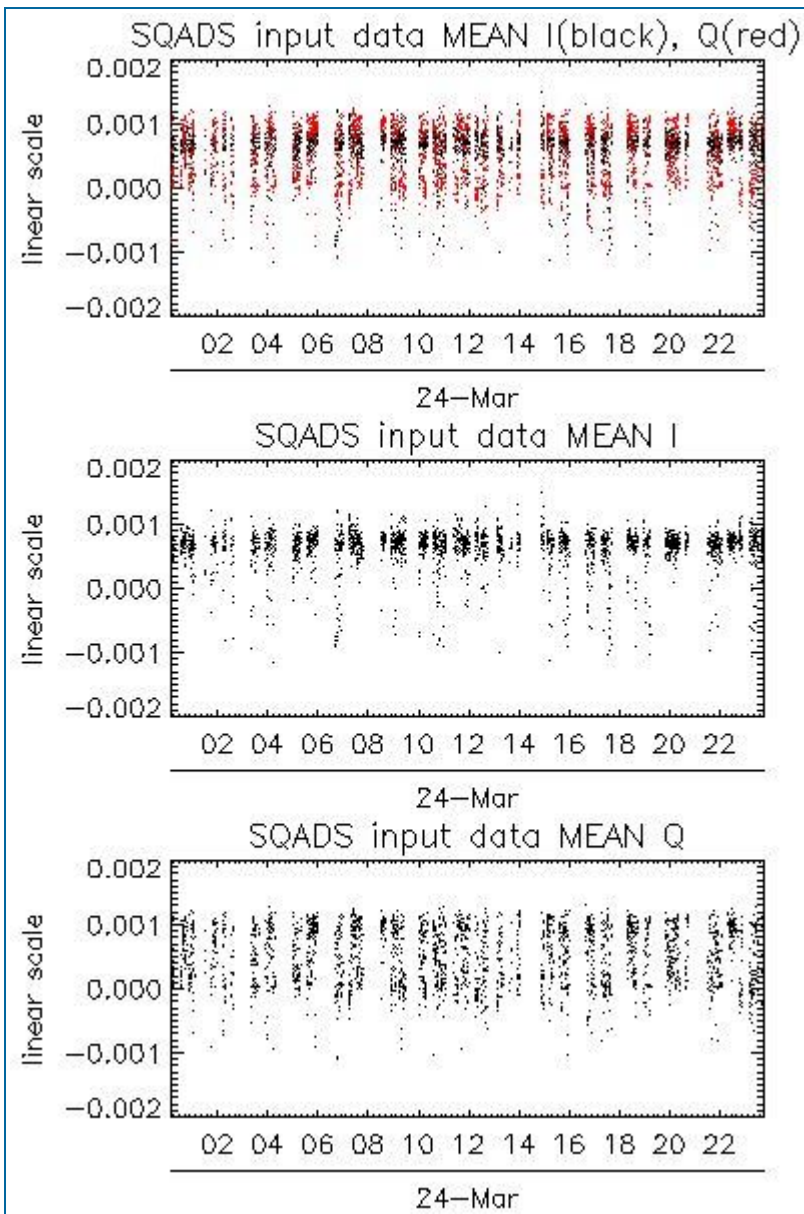 SQADS input data MEAN I(black), Q(red)
0.002
0.001
0.000
−0.001
−0.002
linear scale
02 04 06 08 10 12 14 16 18 20 22
24−Mar
SQADS input data MEAN I
0.002
0.001
0.000
−0.001
−0.002
linear scale
02 04 06 08 10 12 14 16 18 20 22
24−Mar
SQADS input data MEAN Q
0.002
0.001
0.000
−0.001
−0.002
linear scale
02 04 06 08 10 12 14 16 18 20 22
24−Mar